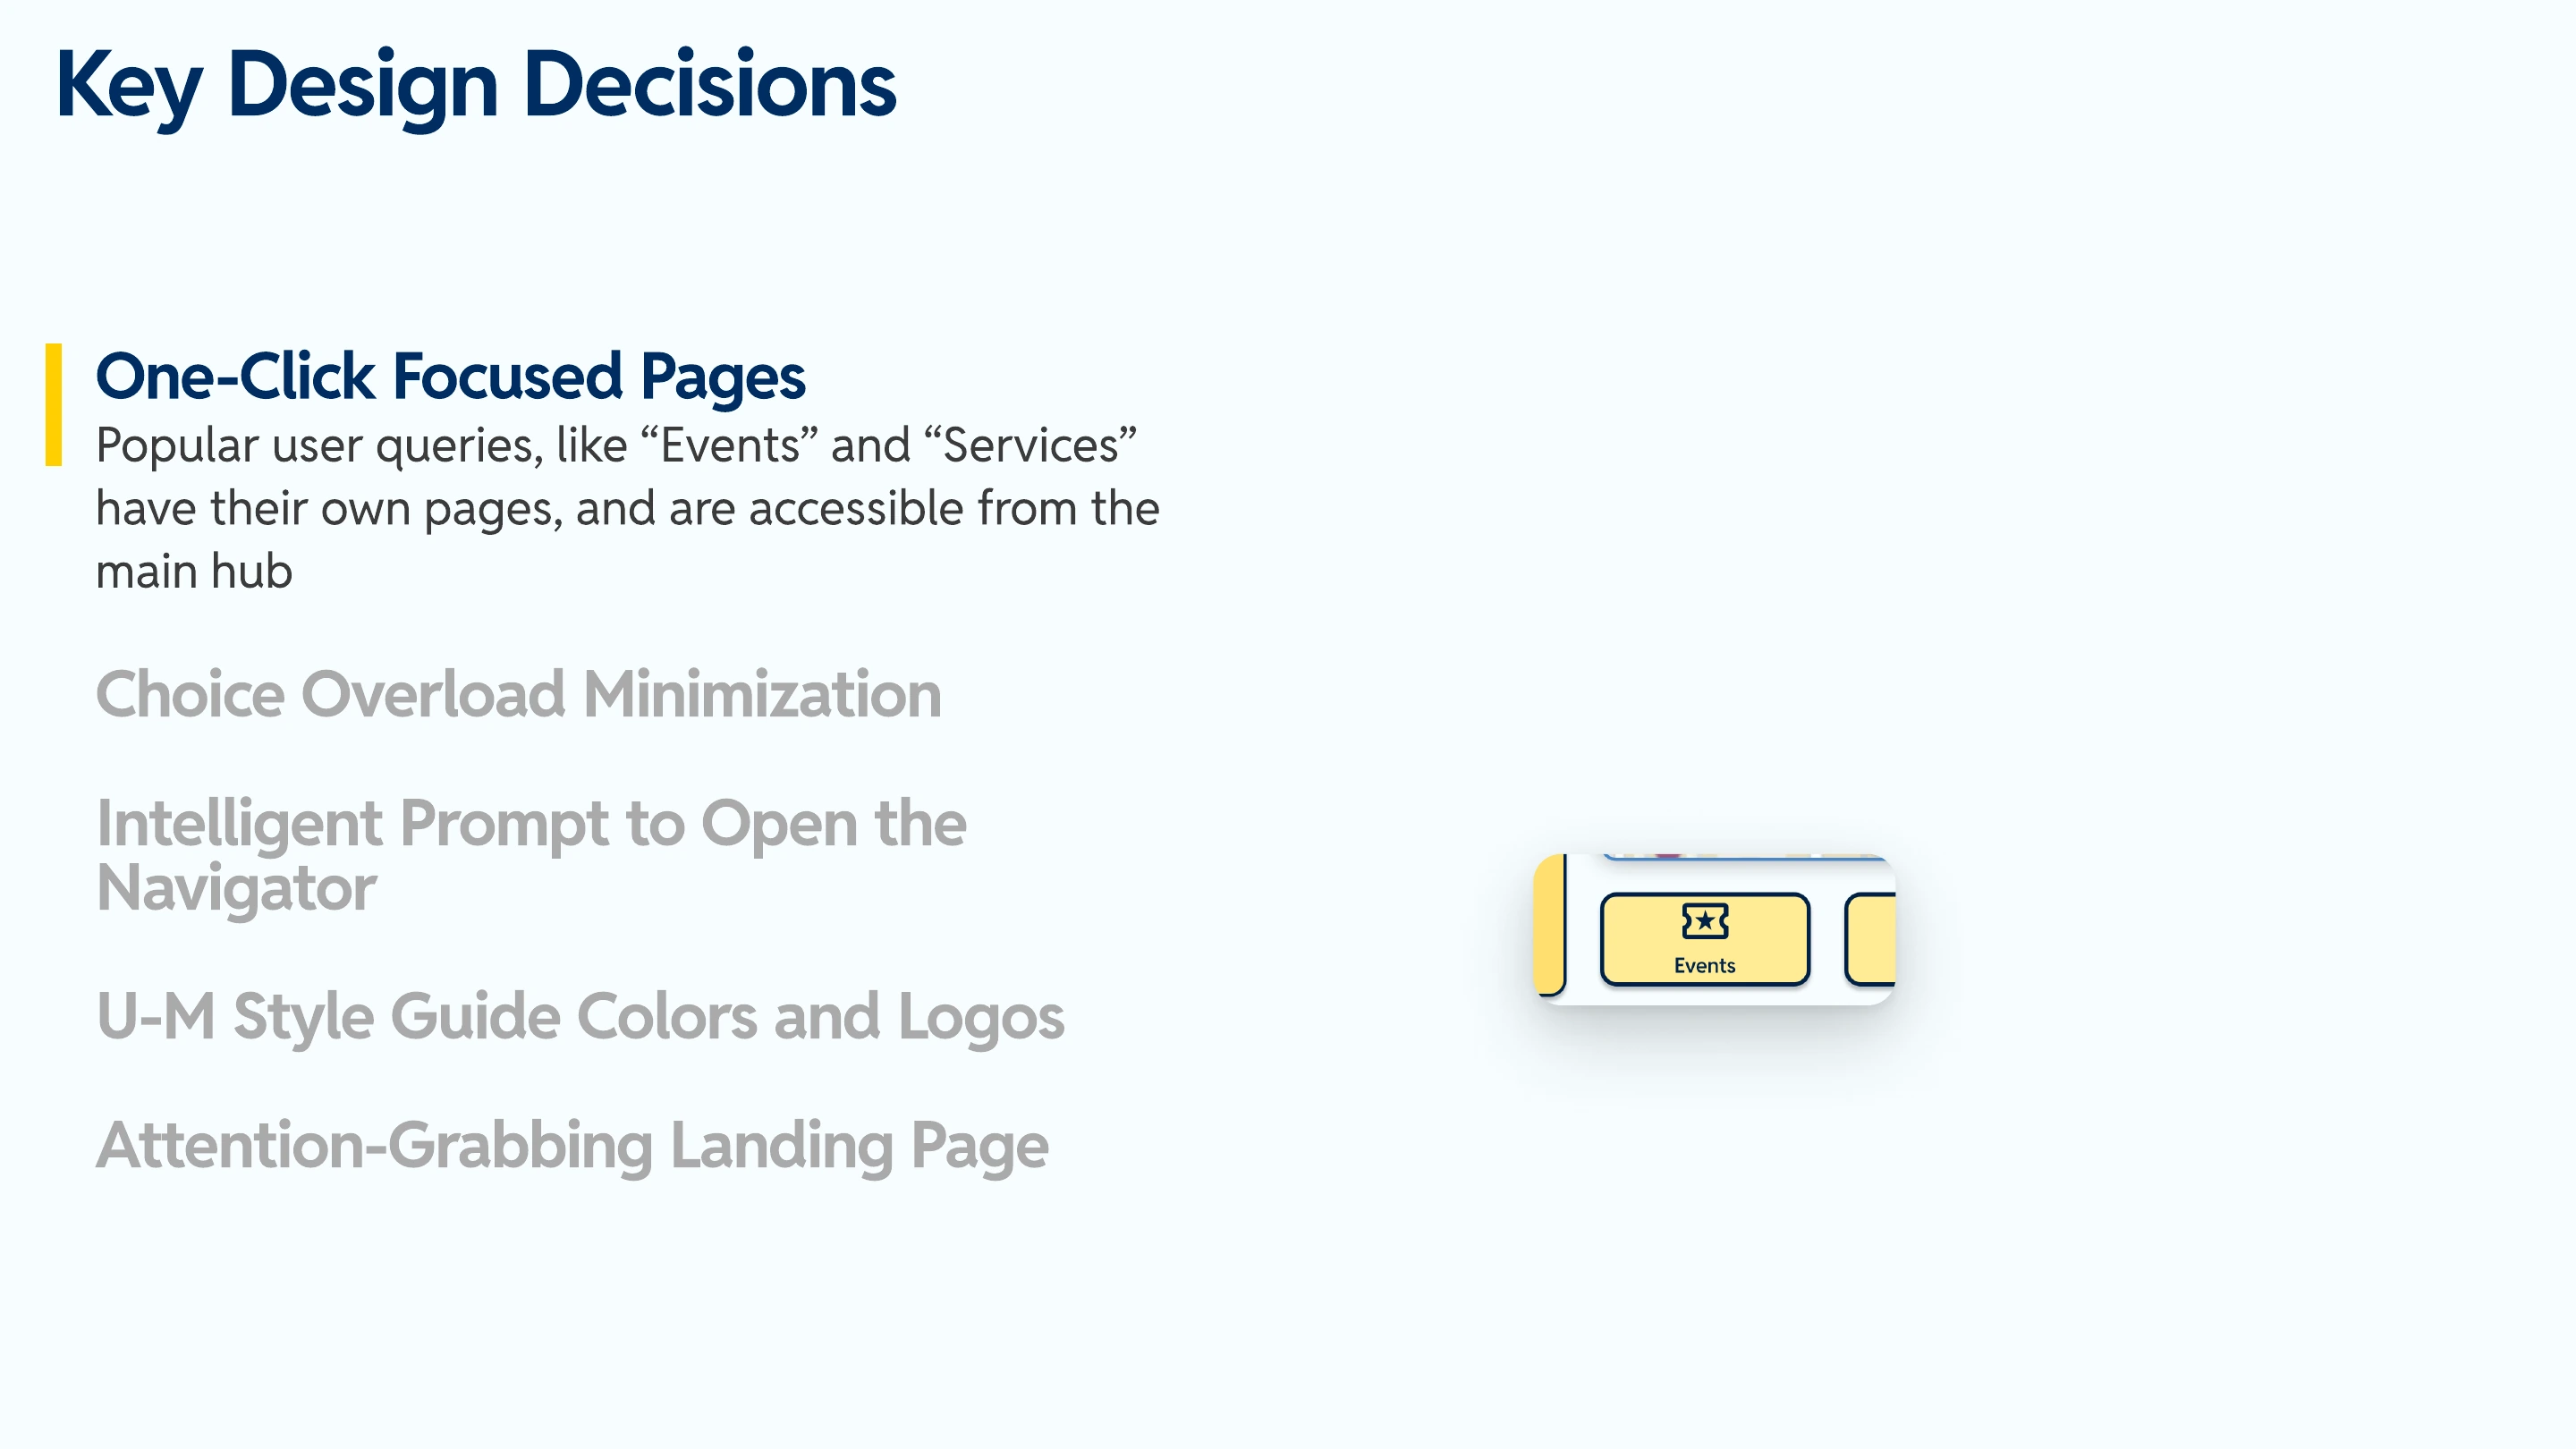 Key Design Decisions
One-Click Focused Pages
Popular user queries, like “Events” and “Services”
have their own pages, and are accessible from the
main hub
Choice Overload Minimization
Intelligent Prompt to Open the
Navigator
U-M Style Guide Colors and Logos
Attention-Grabbing Landing Page
Events